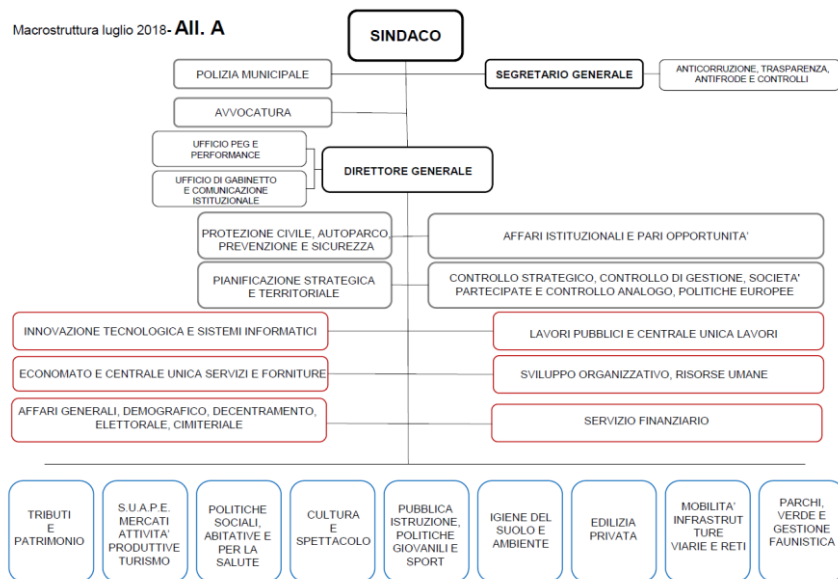 Macrostruttura luglio 2018- All. A
SINDACO
POLIZIA MUNICIPALE
SEGRETARIO GENERALE
ANTICORRUZIONE, TRASPARENZA,
ANTIFRODE E CONTROLLI
AVVOCATURA
UFFICIO PEG E
PERFORMANCE
UFFICIO DI GABINETTO
E COMUNICAZIONE
ISTITUZIONALE
DIRETTORE GENERALE
PROTEZIONE CIVILE, AUTOPARCO,
PREVENZIONE E SICUREZZA
AFFARI ISTITUZIONALI E PARI OPPORTUNITA'
PIANIFICAZIONE STRATEGICA
E TERRITORIALE
CONTROLLO STRATEGICO, CONTROLLO DI GESTIONE, SOCIETA'
PARTECIPATE E CONTROLLO ANALOGO, POLITICHE EUROPEE
INNOVAZIONE TECNOLOGICA E SISTEMI INFORMATICI
LAVORI PUBBLICI E CENTRALE UNICA LAVORI
ECONOMATO E CENTRALE UNICA SERVIZI E FORNITURE
SVILUPPO ORGANIZZATIVO, RISORSE UMANE
AFFARI GENERALI, DEMOGRAFICO, DECENTRAMENTO,
ELETTORALE, CIMITERIALE
SERVIZIO FINANZIARIO
TRIBUTI
E
PATRIMONIO
S.U.A.P.E.
MERCATI
ATTIVITA'
PRODUTTIVE
TURISMO
POLITICHE
SOCIALI,
ABITATIVE E
PER LA
SALUTE
CULTURA
E
SPETTACOLO
PUBBLICA
ISTRUZIONE,
POLITICHE
GIOVANILI E
SPORT
IGIENE DEL
SUOLO E
AMBIENTE
EDILIZIA
PRIVATA
MOBILITA'
INFRASTRUT
TURE
VIARIE E RETI
PARCHI,
VERDE E
GESTIONE
FAUNISTICA